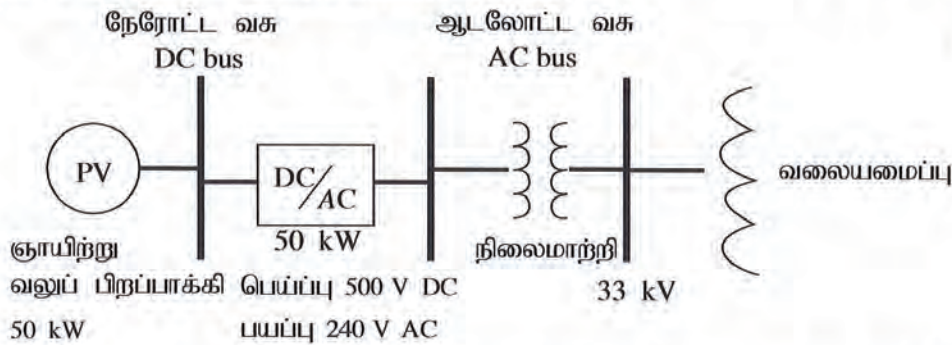 நேரோட்ட வசு
DC bus
ஆடலோட்ட வசு
AC bus
PV
DC/AC
50 kW
ஞாயிற்று
வலுப் பிறப்பாக்கி
50 kW
பெய்ப்பு 500 V DC
பயப்பு 240 V AC
நிலைமாற்றி
33 kV
வலையமைப்பு